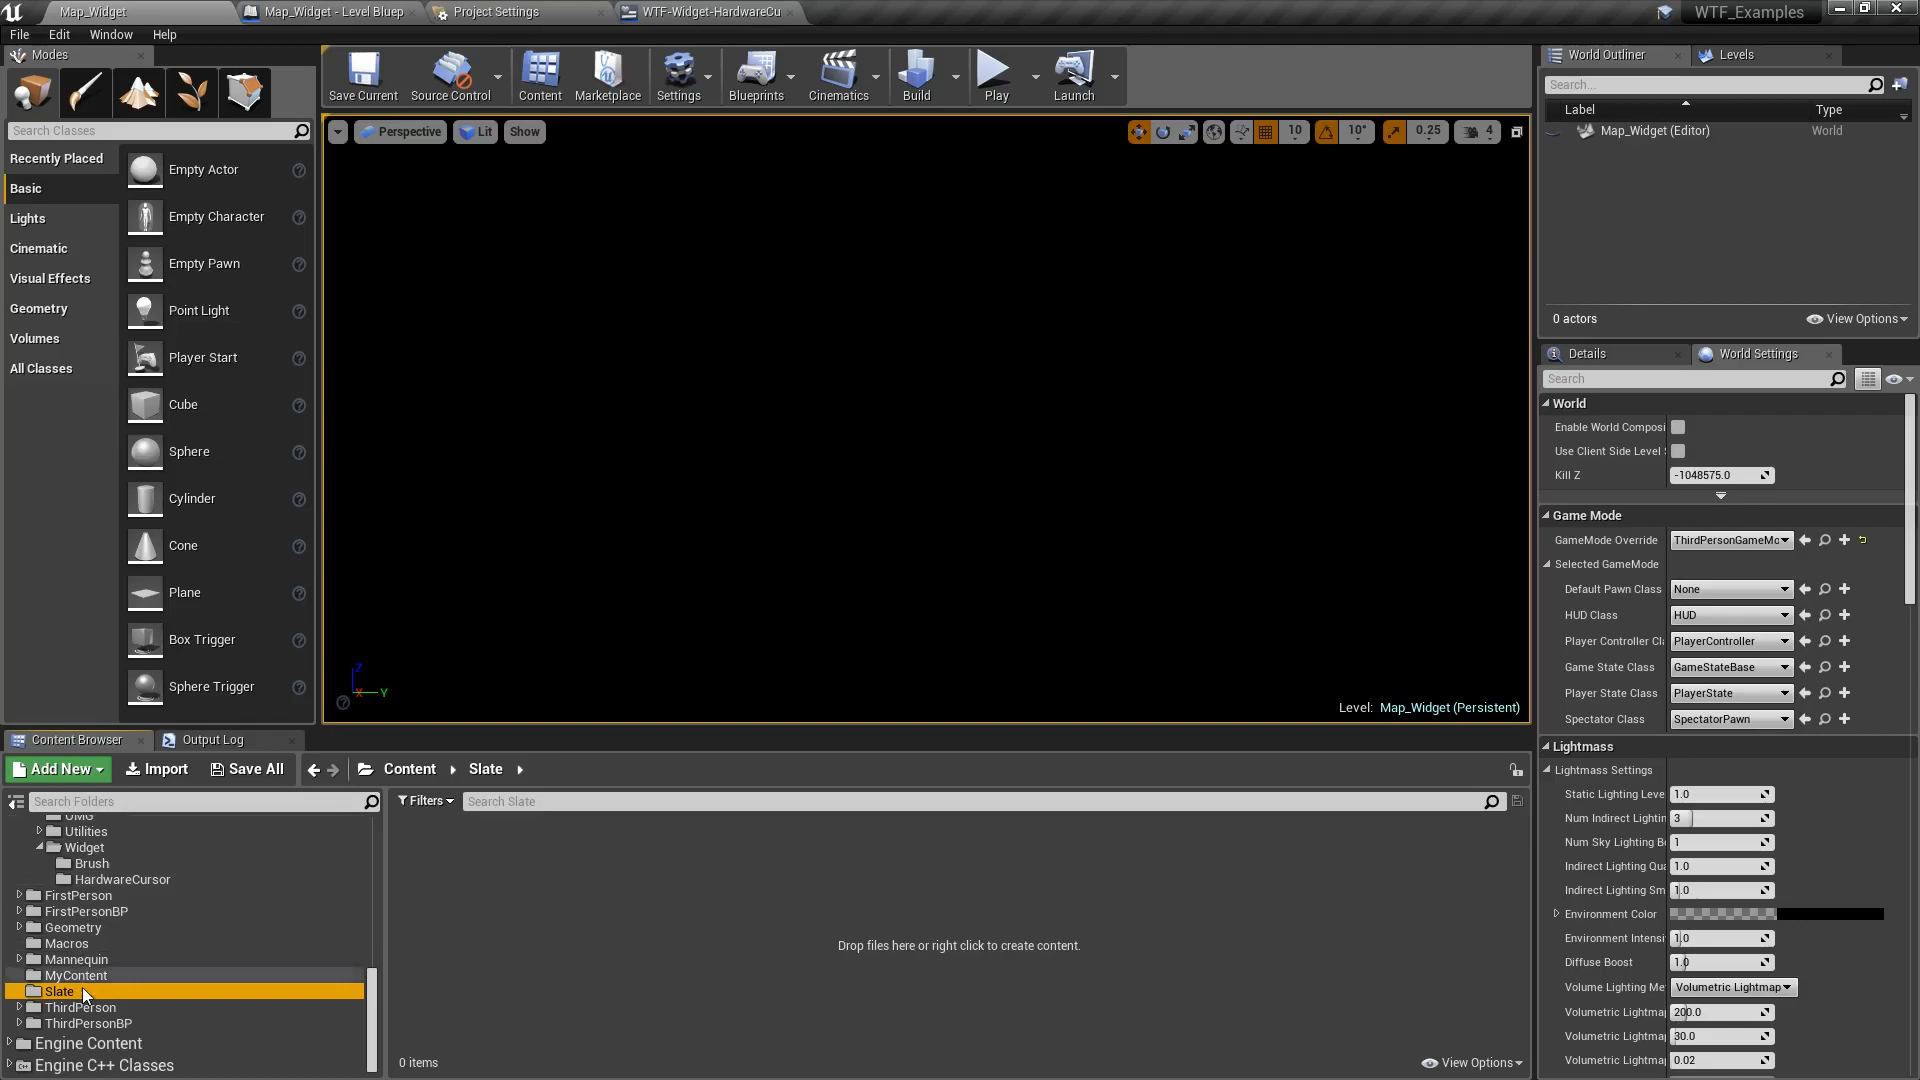 Map_Widget
Map_Widget - Level Bluep
Project Settings
WTF-Widget-HardwareCu
WTF_Examples
File Edit Window Help
Modes
Search Classes
Recently Placed
Basic
Lights
Cinematic
Visual Effects
Geometry
Volumes
All Classes
Empty Actor
Empty Character
Empty Pawn
Point Light
Player Start
Cube
Sphere
Cylinder
Cone
Plane
Box Trigger
Sphere Trigger
Save Current
Source Control
Content
Marketplace
Settings
Blueprints
Cinematics
Build
Play
Launch
Perspective
Lit
Show
10
10°
0.25
4
Z
X
Y
Level: Map_Widget (Persistent)
World Outliner
Levels
Search...
Label Type
Map_Widget (Editor) World
0 actors
View Options
Details
World Settings
Search
World
Enable World Composi
Use Client Side Level
Kill Z -1048575.0
Game Mode
GameMode Override ThirdPersonGameMo
Selected GameMode
Default Pawn Class None
HUD Class HUD
Player Controller Cl PlayerController
Game State Class GameStateBase
Player State Class PlayerState
Spectator Class SpectatorPawn
Lightmass
Lightmass Settings
Static Lighting Leve 1.0
Num Indirect Lightin 3
Num Sky Lighting B 1
Indirect Lighting Qua 1.0
Indirect Lighting Sm 1.0
Environment Color
Environment Intensi 1.0
Diffuse Boost 1.0
Volume Lighting Me Volumetric Lightmap
Volumetric Lightma 200.0
Volumetric Lightma 30.0
Volumetric Lightma 0.02
Content Browser
Output Log
Add New
Import
Save All
Content
Slate
Search Folders
Filters
Search Slate
UMG
Utilities
Widget
Brush
HardwareCursor
FirstPerson
FirstPersonBP
Geometry
Macros
Mannequin
MyContent
Slate
ThirdPerson
ThirdPersonBP
Engine Content
Engine C++ Classes
Drop files here or right click to create content.
0 items
View Options